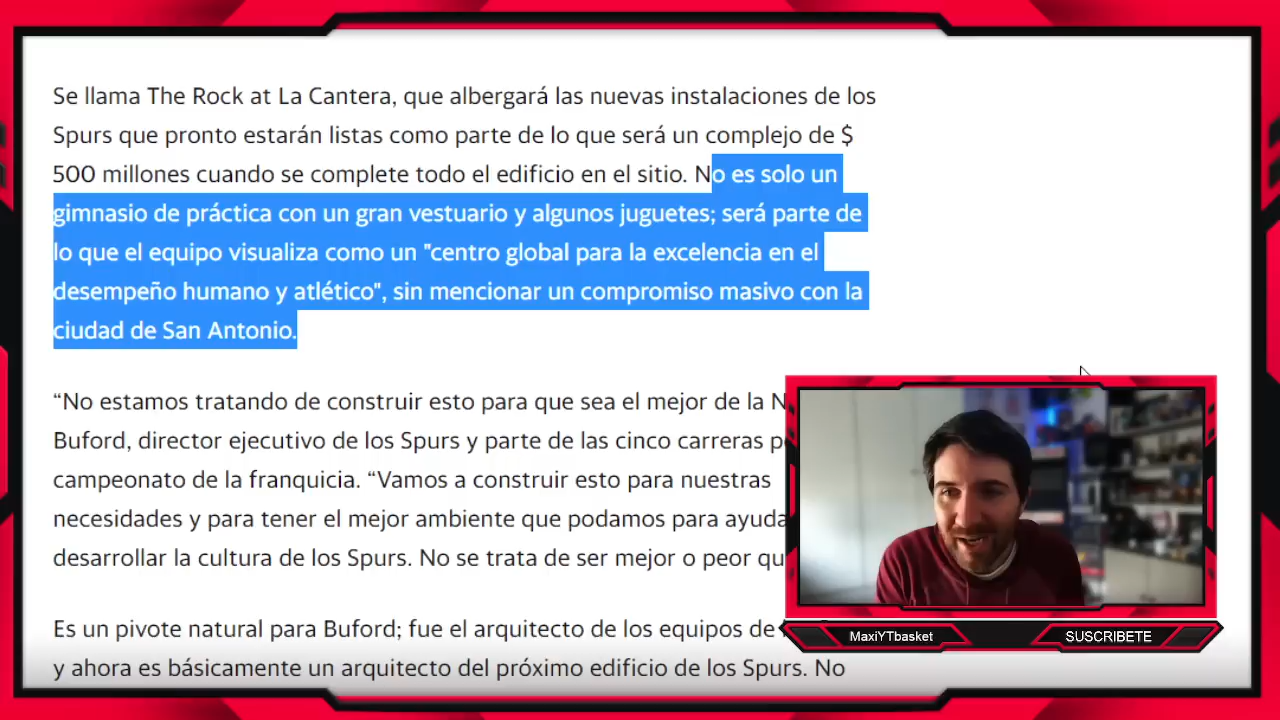 Se llama The Rock at La Cantera, que albergará las nuevas instalaciones de los
Spurs que pronto estarán listas como parte de lo que será un complejo de $
500 millones cuando se complete todo el edificio en el sitio. No es solo un
gimnasio de práctica con un gran vestuario y algunos juguetes; será parte de
lo que el equipo visualiza como un "centro global para la excelencia en el
desempeño humano y atlético", sin mencionar un compromiso masivo con la
ciudad de San Antonio.
“No estamos tratando de construir esto para que sea el mejor de la
Buford, director ejecutivo de los Spurs y parte de las cinco carreras
campeonato de la franquicia. “Vamos a construir esto para nuestras
necesidades y para tener el mejor ambiente que podamos para
desarrollar la cultura de los Spurs. No se trata de ser mejor o peor
Es un pivote natural para Buford; fue el arquitecto de los equipos de
y ahora es básicamente un arquitecto del próximo edificio de los Spurs. No
MaxiYTbasket
SUSCRIBETE